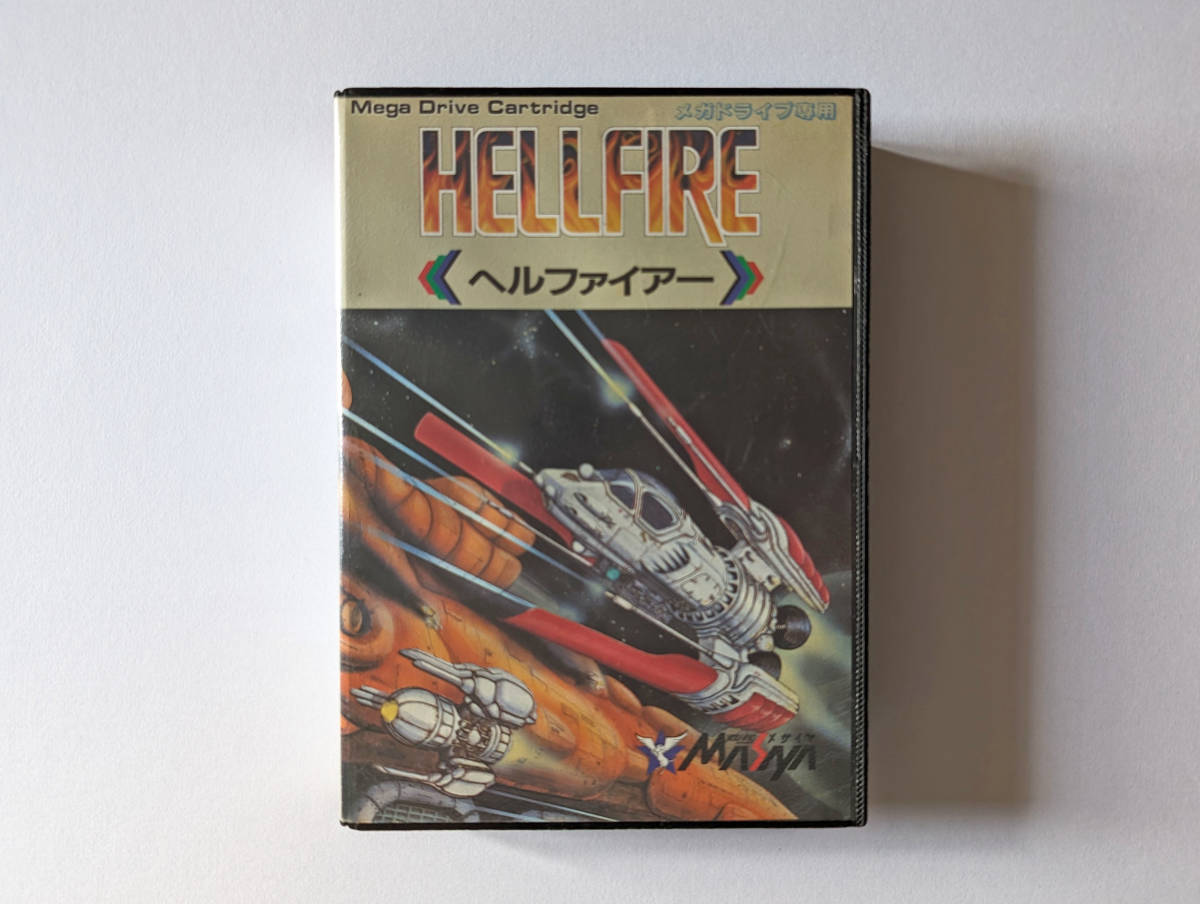 Mega Drive Cartridge
メガドライブ専用
HELLFIRE
ヘルファイアー
メサイヤ
MASAYA